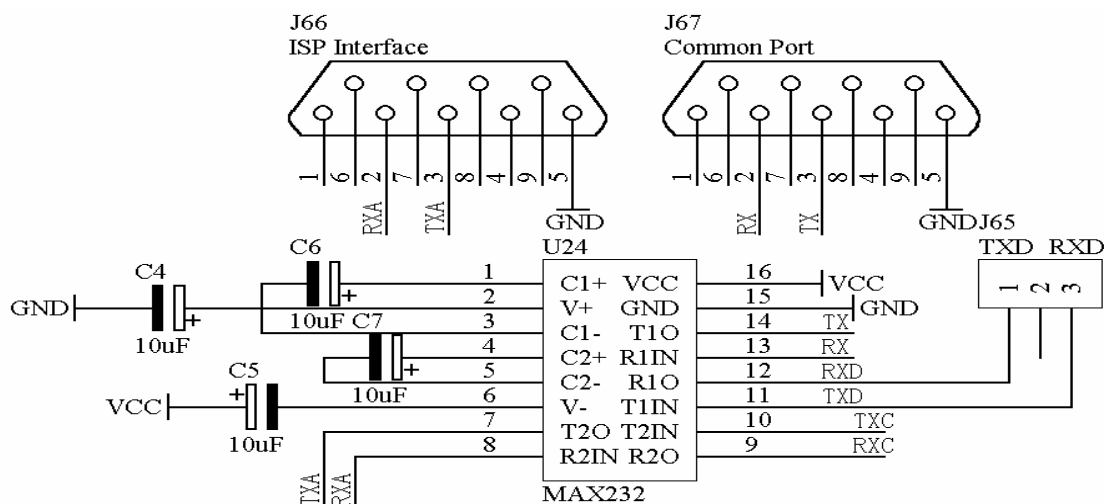 J66
ISP Interface
J67
Common Port
1 6 2 7 3 8 4 9 5
1 6 2 7 3 8 4 9 5
RXA TXA
GND
RX TX
GND
J65
TXD RXD
1 2 3
U24
C6
10uF
+
C4
10uF
+
GND
C7
10uF
+
C5
10uF
+
VCC
1 C1+ VCC 16 VCC
2 V+ GND 15 GND
3 C1- T1O 14 TX
4 C2+ R1IN 13 RX
5 C2- R1O 12 RXD
6 V- T1IN 11 TXD
7 T2O T2IN 10 TXC
8 R2IN R2O 9 RXC
TXA RXA
MAX232